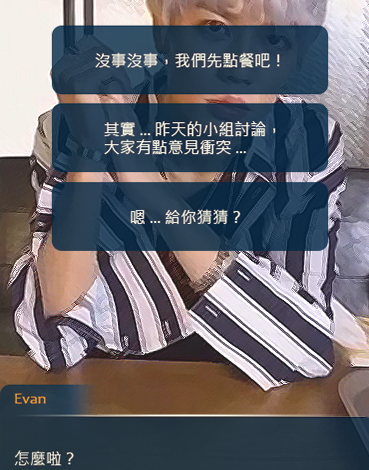 沒事沒事，我們先點餐吧！
其實 ... 昨天的小組討論，
大家有點意見衝突 ...
嗯 ... 給你猜猜？
Evan
怎麼啦？